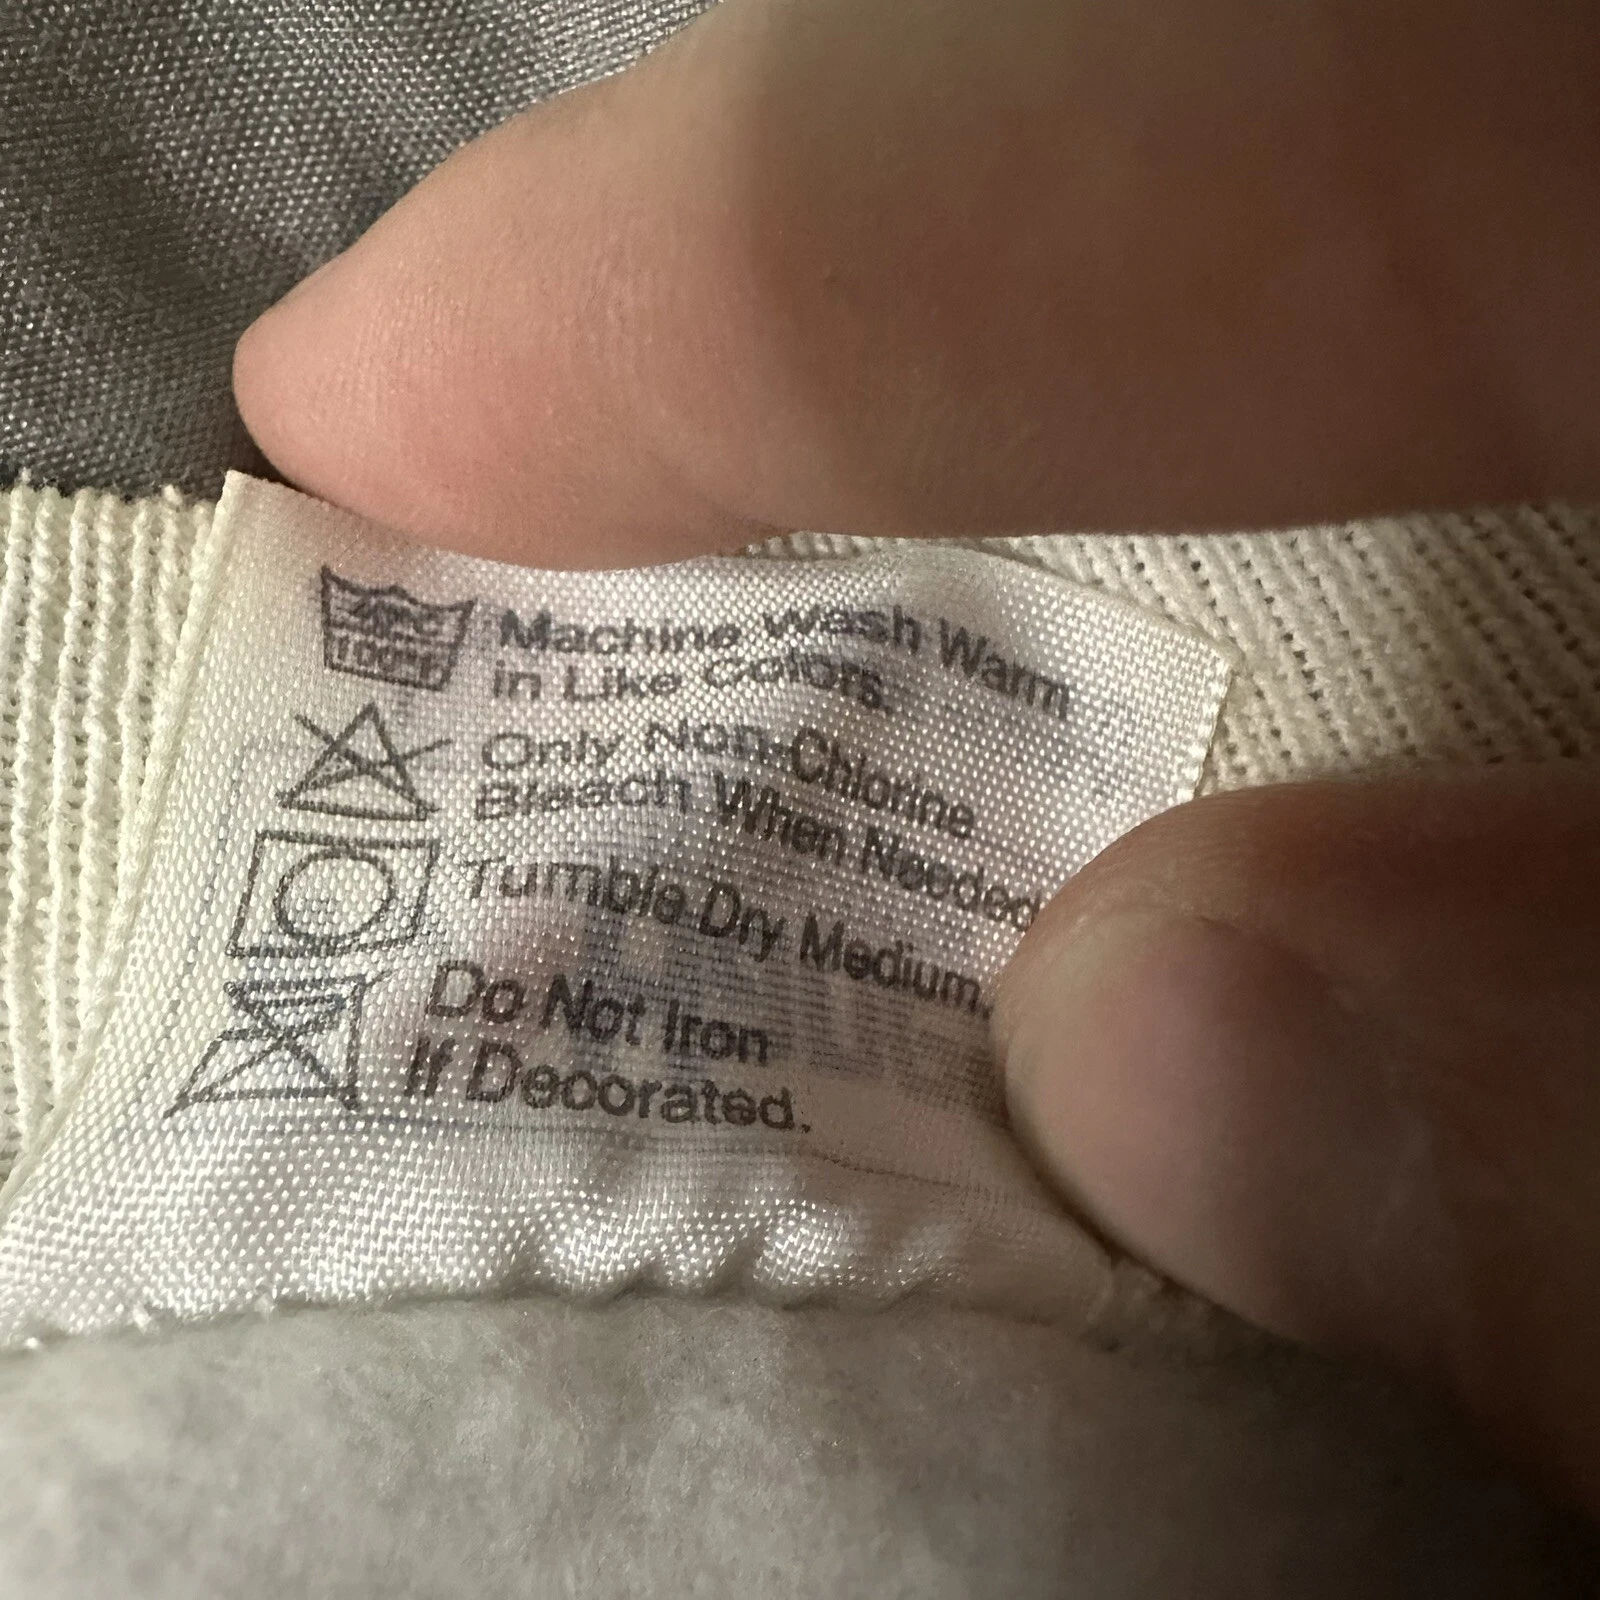 Machine Wash Warm
in Like Colors.
100°F
Only Non-Chlorine
Bleach When Needed
Tumble Dry Medium.
Do Not Iron
If Decorated.